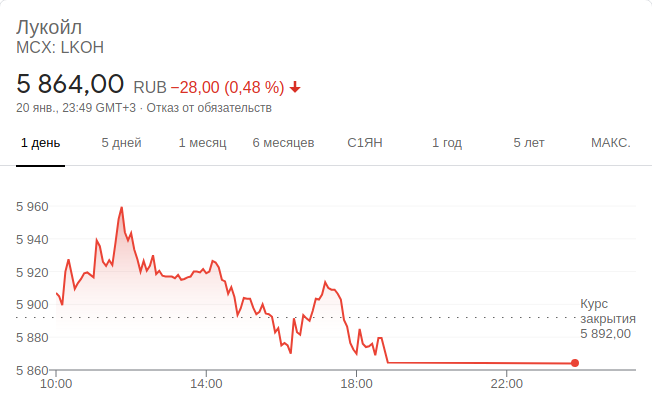 Лукойл
MCX: LKOH
5 864,00 RUB −28,00 (0,48 %)
20 янв., 23:49 GMT+3 · Отказ от обязательств
1 день 5 дней 1 месяц 6 месяцев С1ЯН 1 год 5 лет МАКС.
5 960
5 940
5 920
5 900
5 880
5 860
Курс
закрытия
5 892,00
10:00 14:00 18:00 22:00